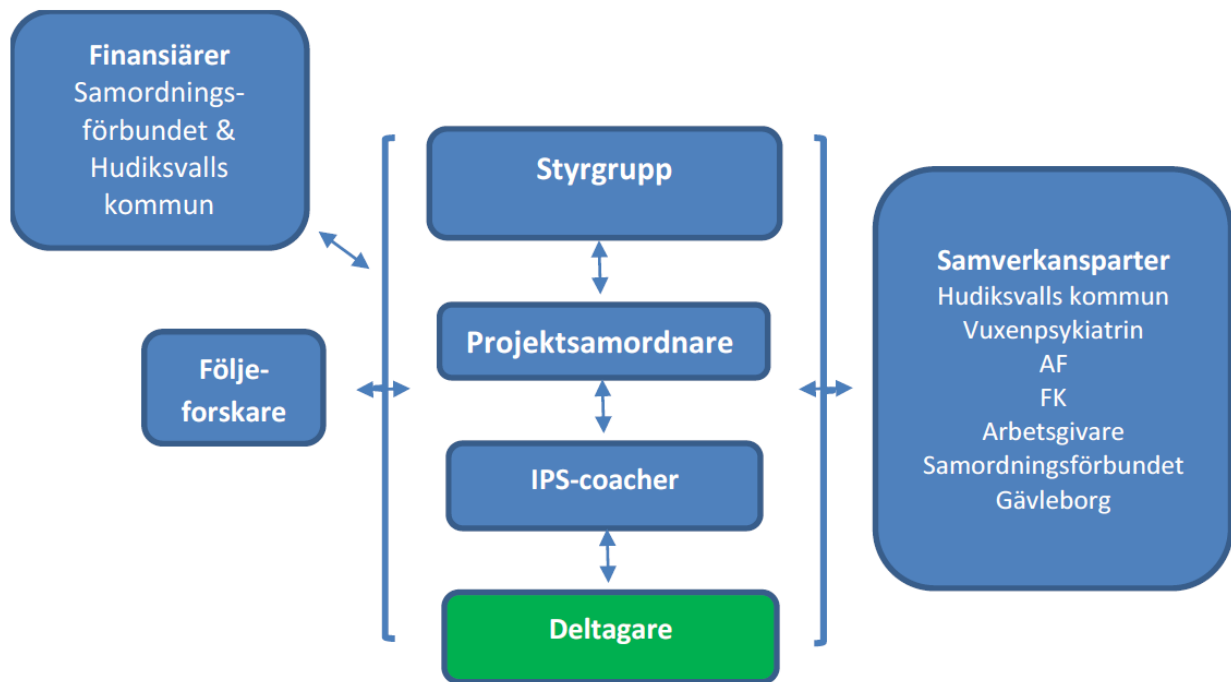 Finansiärer
Samordnings-
förbundet &
Hudiksvalls
kommun
Följe-
forskare
Styrgrupp
Projektsamordnare
IPS-coacher
Deltagare
Samverkansparter
Hudiksvalls kommun
Vuxenpsykiatrin
AF
FK
Arbetsgivare
Samordningsförbundet
Gävleborg